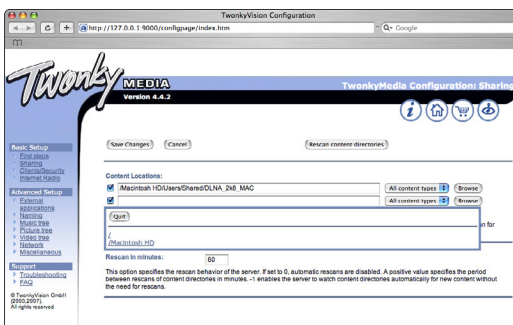 TwonkyVision Configuration
http://127.0.0.1:9000/configpage/index.htm
Google
Twonky MEDIA
Version 4.4.2
TwonkyMedia Configuration: Sharing
Save Changes Cancel Rescan content directories
Basic Setup
First steps
Sharing
Clients/Security
Internet Radio
Advanced Setup
External applications
Naming
Music tree
Picture tree
Video tree
Network
Miscellaneous
Support
Troubleshooting
FAQ
© TwonkyVision GmbH
(2003,2007).
All rights reserved
Content Locations:
/Macintosh HD/Users/Shared/DLNA_2k8_MAC All content types Browse
All content types Browse
Quit
n for
/
/Macintosh HD
Rescan in minutes: 60
This option specifies the rescan behavior of the server. If set to 0, automatic rescans are disabled. A positive value specifies the period
between rescans of content directories in minutes. -1 enables the server to watch content directories automatically for new content without
the need for rescans.